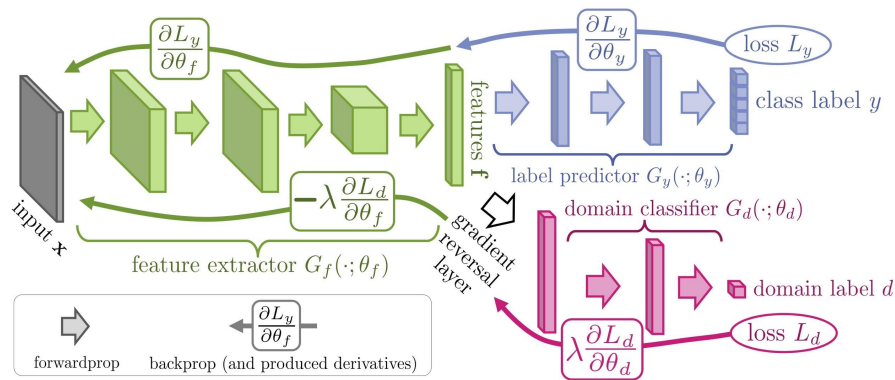 ∂L_y/∂θ_f
∂L_y/∂θ_y
loss L_y
features f
class label y
label predictor G_y(·; θ_y)
input x
−λ ∂L_d/∂θ_f
gradient
reversal
layer
feature extractor G_f(·; θ_f)
domain classifier G_d(·; θ_d)
domain label d
λ ∂L_d/∂θ_d
loss L_d
∂L_y/∂θ_f
forwardprop
backprop (and produced derivatives)